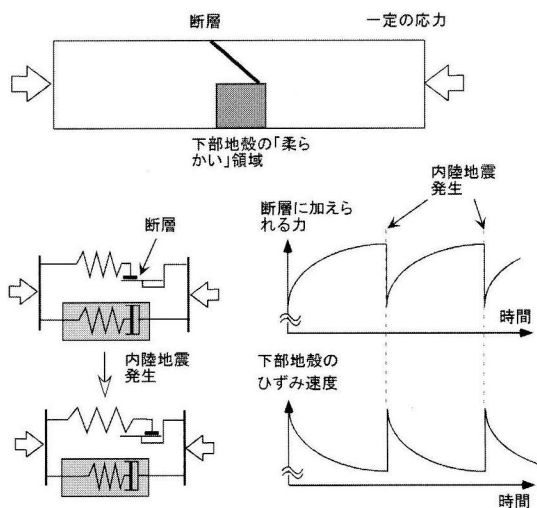 断層
一定の応力
下部地殻の「柔ら
かい」領域
断層
内陸地震
発生
内陸地震
発生
断層に加えら
れる力
時間
下部地殻の
ひずみ速度
時間